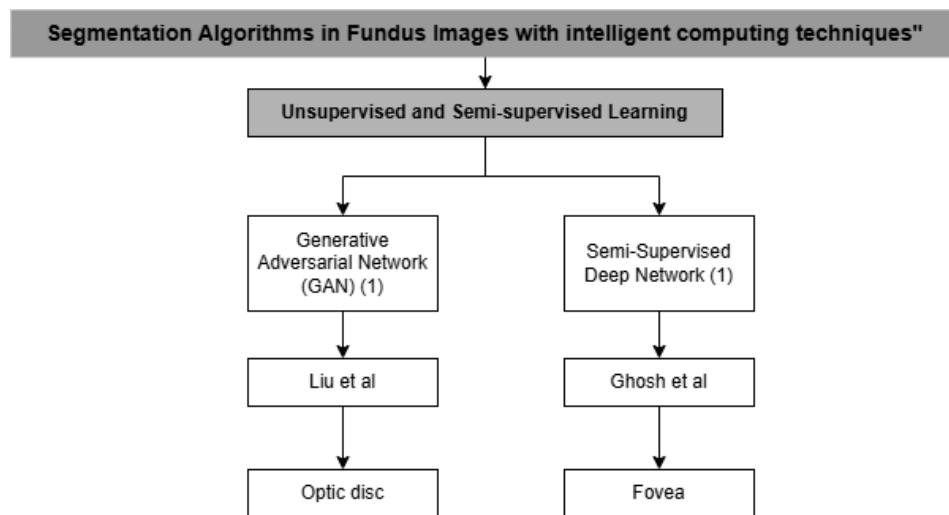 Segmentation Algorithms in Fundus Images with intelligent computing techniques"
Unsupervised and Semi-supervised Learning
Generative
Adversarial Network
(GAN) (1)
Semi-Supervised
Deep Network (1)
Liu et al
Ghosh et al
Optic disc
Fovea